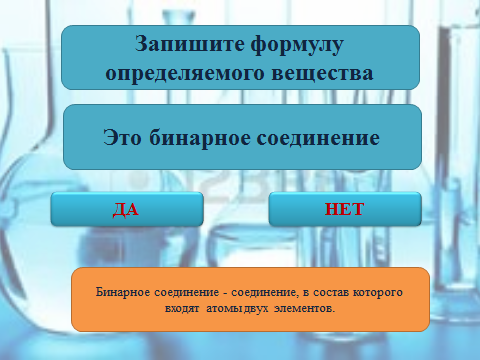 Запишите формулу
определяемого вещества
Это бинарное соединение
ДА
НЕТ
Бинарное соединение - соединение, в состав которого
входят атомы двух элементов.